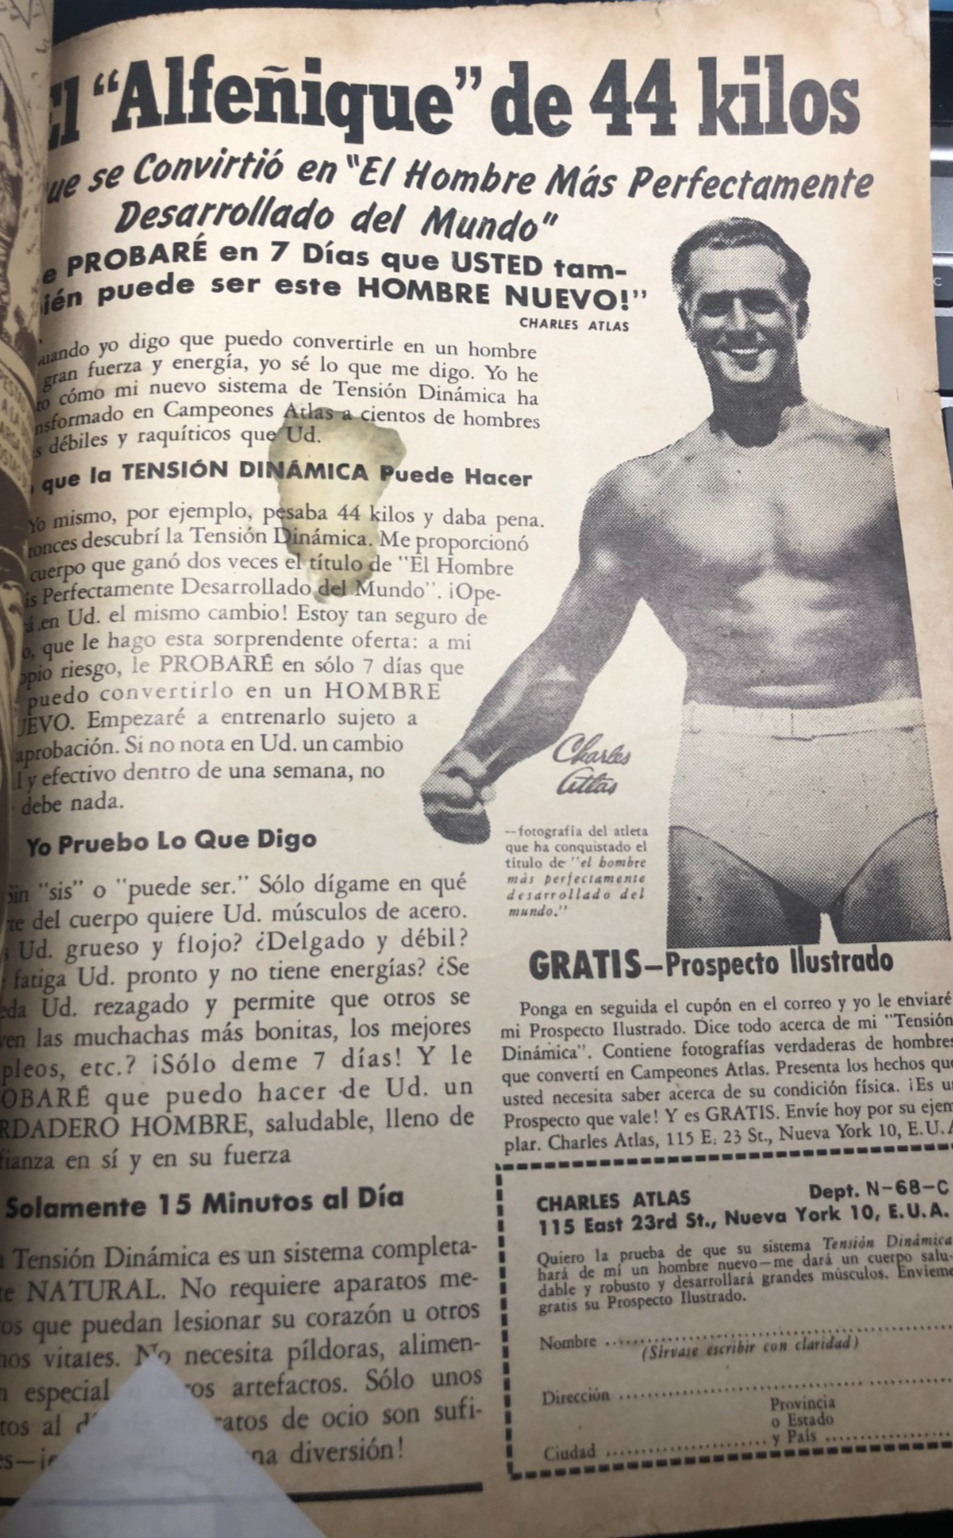 El "Alfeñique" de 44 kilos
ue se Convirtió en "El Hombre Más Perfectamente
Desarrollado del Mundo"
e PROBARÉ en 7 Días que USTED tam-
ién puede ser este HOMBRE NUEVO!"
CHARLES ATLAS
uando yo digo que puedo convertirle en un hombre
gran fuerza y energía, yo sé lo que me digo. Yo he
to cómo mi nuevo sistema de Tensión Dinámica ha
nsformado en Campeones Atlas a cientos de hombres
s débiles y raquíticos que Ud.
que la TENSIÓN DINÁMICA Puede Hacer
Yo mismo, por ejemplo, pesaba 44 kilos y daba pena.
tonces descubrí la Tensión Dinámica. Me proporcionó
cuerpo que ganó dos veces el título de "El Hombre
s Perfectamente Desarrollado del Mundo". ¡Ope-
á en Ud. el mismo cambio! Estoy tan seguro de
o, que le hago esta sorprendente oferta: a mi
opio riesgo, le PROBARÉ en sólo 7 días que
puedo convertirlo en un HOMBRE
UEVO. Empezaré a entrenarlo sujeto a
aprobación. Si no nota en Ud. un cambio
l y efectivo dentro de una semana, no
debe nada.
Yo Pruebo Lo Que Digo
Sin "sis" o "puede ser." Sólo dígame en qué
te del cuerpo quiere Ud. músculos de acero.
s Ud. grueso y flojo? ¿Delgado y débil?
fatiga Ud. pronto y no tiene energías? ¿Se
eda Ud. rezagado y permite que otros se
ven las muchachas más bonitas, los mejores
pleos, etc.? ¡Sólo deme 7 días! Y le
OBARÉ que puedo hacer de Ud. un
RDADERO HOMBRE, saludable, lleno de
fianza en sí y en su fuerza
Solamente 15 Minutos al Día
a Tensión Dinámica es un sistema completa-
te NATURAL. No requiere aparatos me-
os que puedan lesionar su corazón u otros
nos vitales. No necesita píldoras, alimen-
n especial u otros artefactos. Sólo unos
tos al d ratos de ocio son sufi-
es—¡e na diversión!
Charles
Atlas
--fotografía del atleta
que ha conquistado el
título de "el hombre
más perfectamente
desarrollado del
mundo."
GRATIS—Prospecto Ilustrado
Ponga en seguida el cupón en el correo y yo le enviaré
mi Prospecto Ilustrado. Dice todo acerca de mi "Tensión
Dinámica". Contiene fotografías verdaderas de hombres
que convertí en Campeones Atlas. Presenta los hechos que
usted necesita saber acerca de su condición física. ¡Es un
Prospecto que vale! Y es GRATIS. Envíe hoy por su ejem-
plar. Charles Atlas, 115 E. 23 St., Nueva York 10, E.U.A.
CHARLES ATLAS Dept. N-68-C
115 East 23rd St., Nueva York 10, E.U.A.
Quiero la prueba de que su sistema Tensión Dinámica
hará de mí un hombre nuevo—me dará un cuerpo salu-
dable y robusto y desarrollará grandes músculos. Envíeme
gratis su Prospecto Ilustrado.
Nombre
(Sírvase escribir con claridad)
Dirección
Provincia
o Estado
Ciudad y País